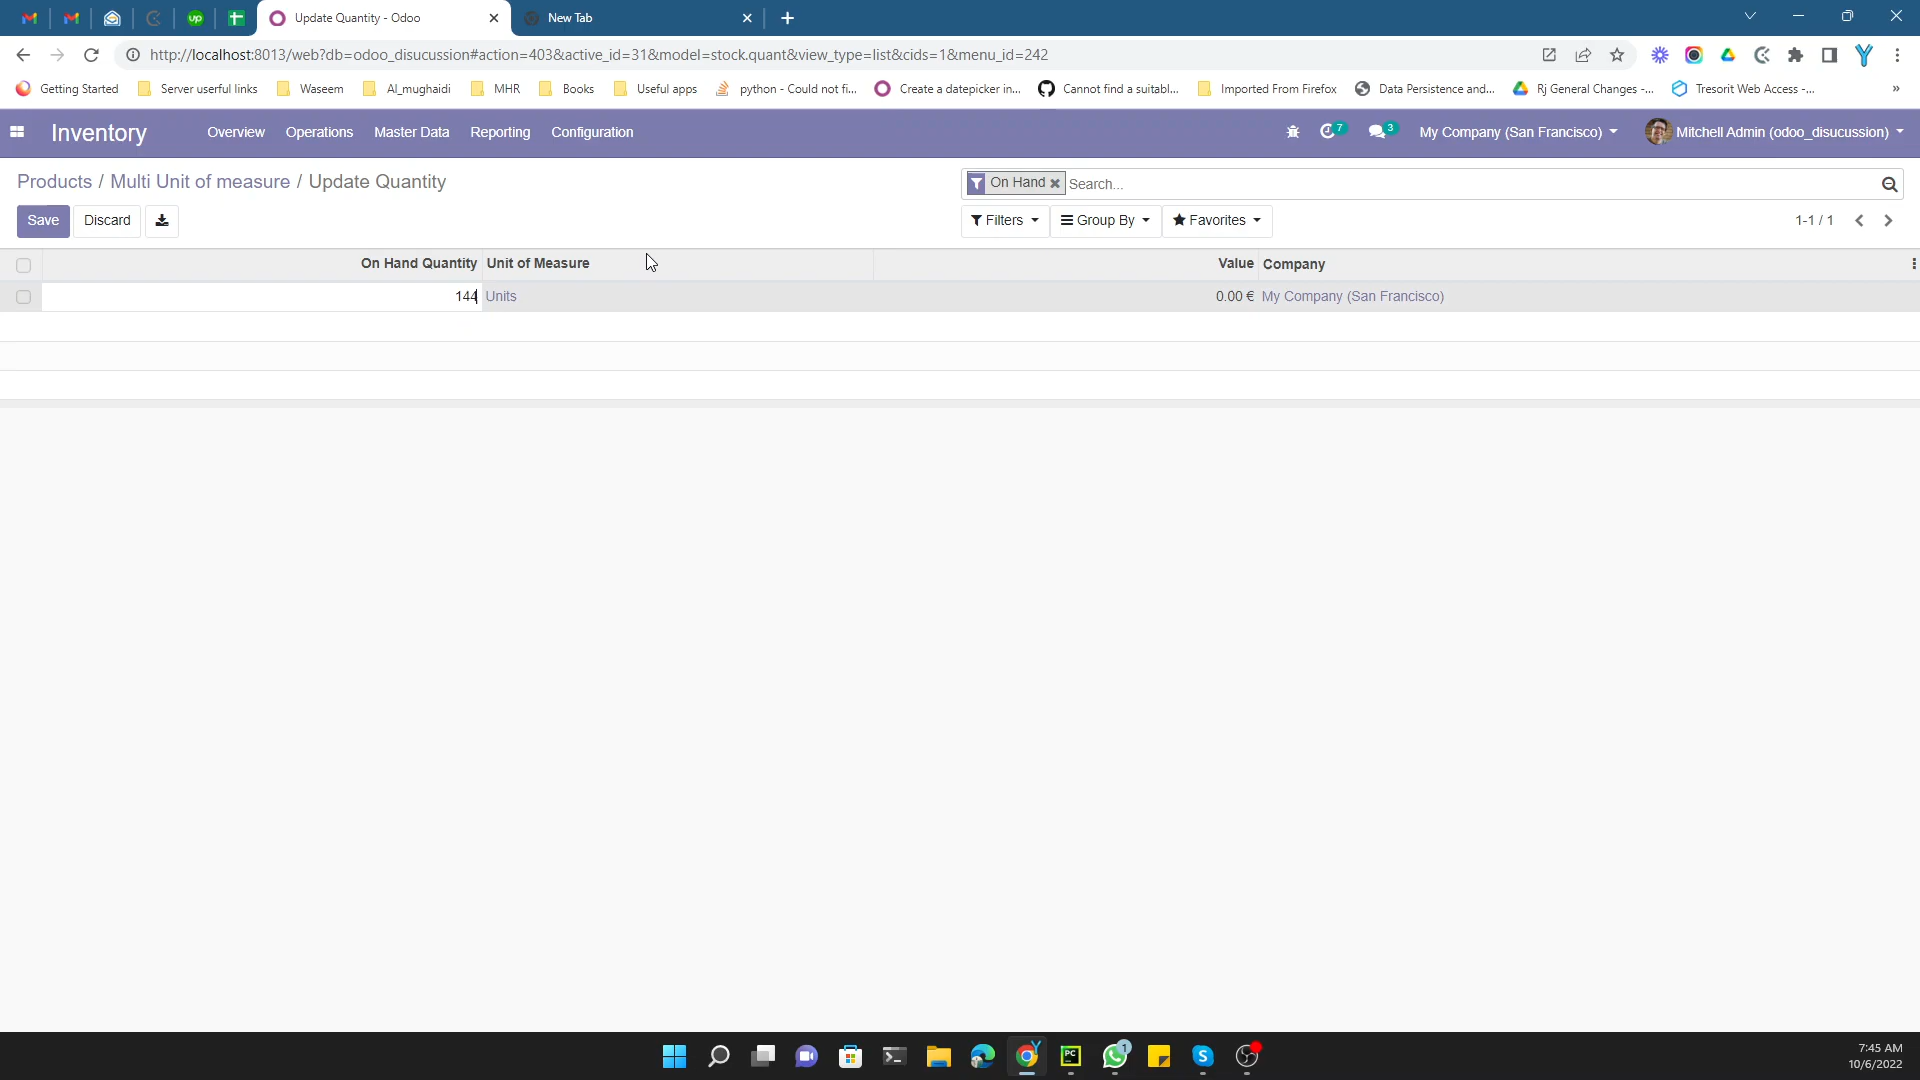 Update Quantity - Odoo
New Tab
http://localhost:8013/web?db=odoo_disucussion#action=403&active_id=31&model=stock.quant&view_type=list&cids=1&menu_id=242
Getting Started Server userful links Waseem Al_mughaidi MHR Books Useful apps python - Could not fi... Create a datepicker in... Cannot find a suitabl... Imported From Firefox Data Persistence and... Rj General Changes -... Tresorit Web Access -... »
Inventory Overview Operations Master Data Reporting Configuration 7 3 My Company (San Francisco) Mitchell Admin (odoo_disucussion)
Products / Multi Unit of measure / Update Quantity
On Hand Search...
Save Discard Filters Group By Favorites 1-1 / 1
On Hand Quantity Unit of Measure Value Company
144 Units 0.00 € My Company (San Francisco)
up
PC
1
7:45 AM
10/6/2022